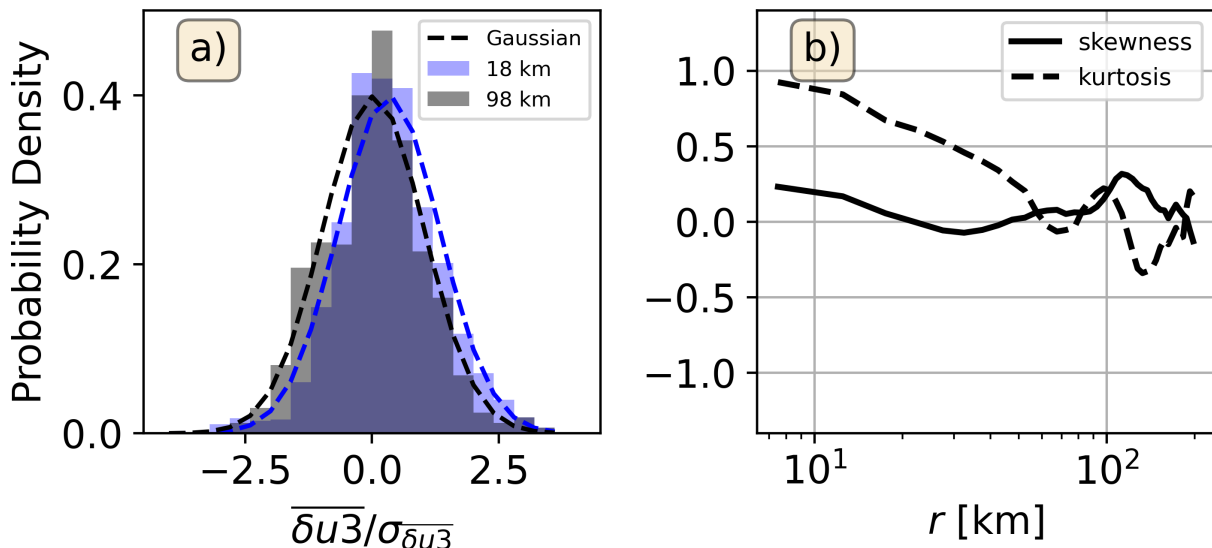 a)
Gaussian
18 km
98 km
Probability Density
0.4
0.2
0.0
−2.5 0.0 2.5
δu3/σδu3
b)
skewness
kurtosis
1.0
0.5
0.0
−0.5
−1.0
10¹ 10²
r [km]